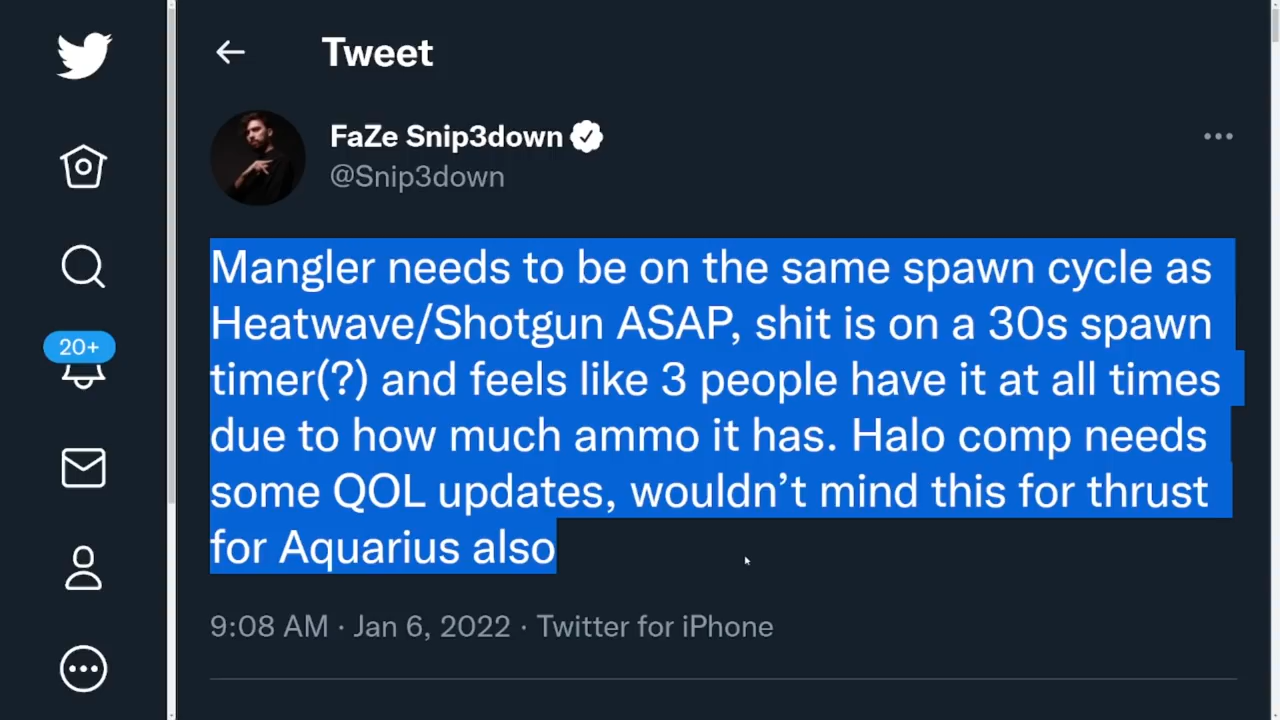 Tweet
FaZe Snip3down
@Snip3down
Mangler needs to be on the same spawn cycle as
Heatwave/Shotgun ASAP, shit is on a 30s spawn
timer(?) and feels like 3 people have it at all times
due to how much ammo it has. Halo comp needs
some QOL updates, wouldn’t mind this for thrust
for Aquarius also
9:08 AM · Jan 6, 2022 · Twitter for iPhone
20+